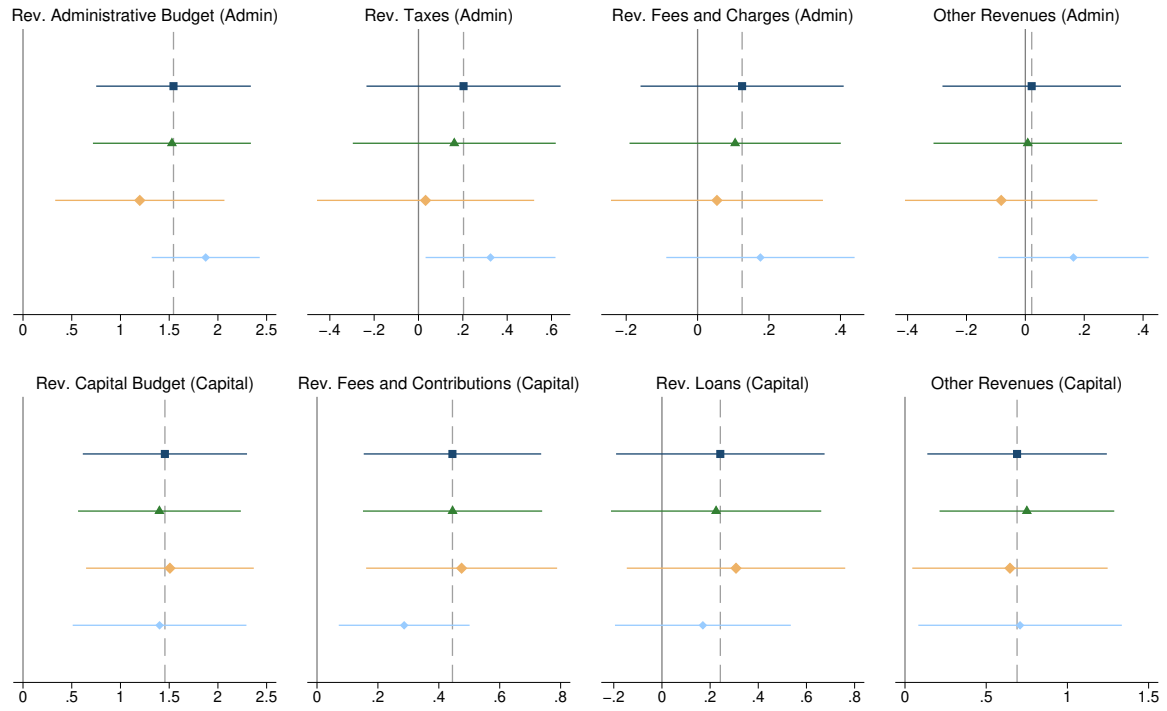 Rev. Administrative Budget (Admin)
Rev. Taxes (Admin)
Rev. Fees and Charges (Admin)
Other Revenues (Admin)
0 .5 1 1.5 2 2.5
−.4 −.2 0 .2 .4 .6
−.2 0 .2 .4
−.4 −.2 0 .2 .4
Rev. Capital Budget (Capital)
Rev. Fees and Contributions (Capital)
Rev. Loans (Capital)
Other Revenues (Capital)
0 .5 1 1.5 2 2.5
0 .2 .4 .6 .8
−.2 0 .2 .4 .6 .8
0 .5 1 1.5